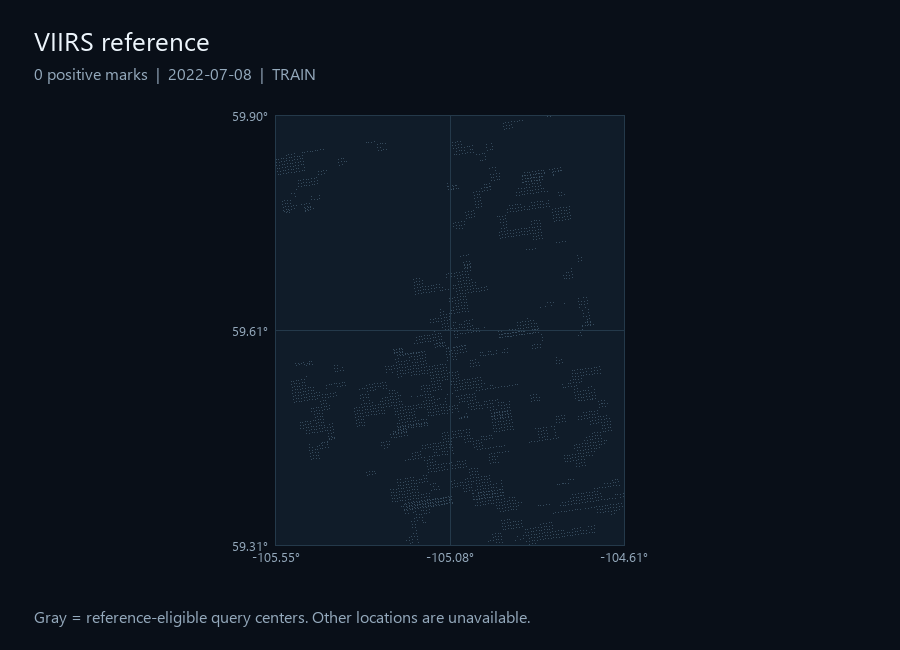 VIIRS reference
0 positive marks | 2022-07-08 | TRAIN
59.90°
59.61°
59.31°
-105.55°
-105.08°
-104.61°
Gray = reference-eligible query centers. Other locations are unavailable.